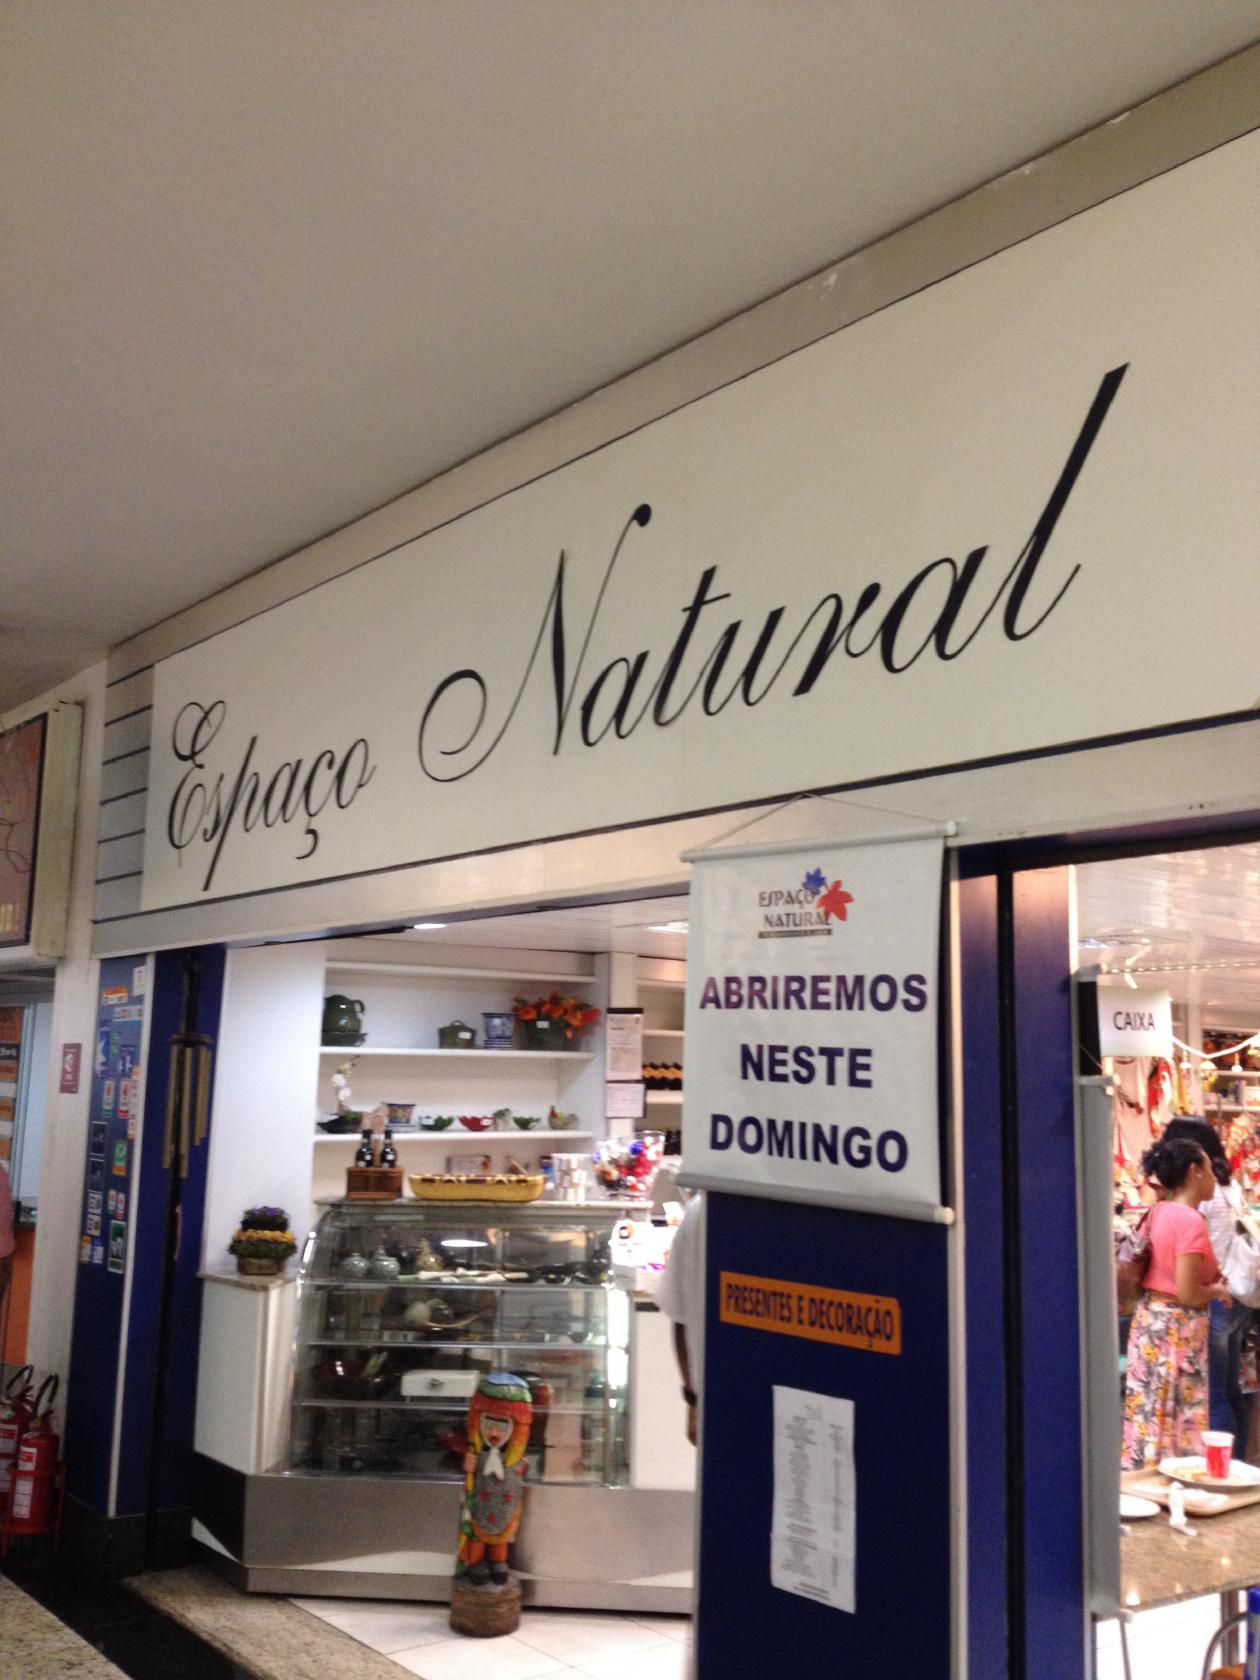 Espaço Natural
ESPAÇO
NATURAL
ABRIREMOS
NESTE
DOMINGO
CAIXA
PRESENTES E DECORAÇÃO